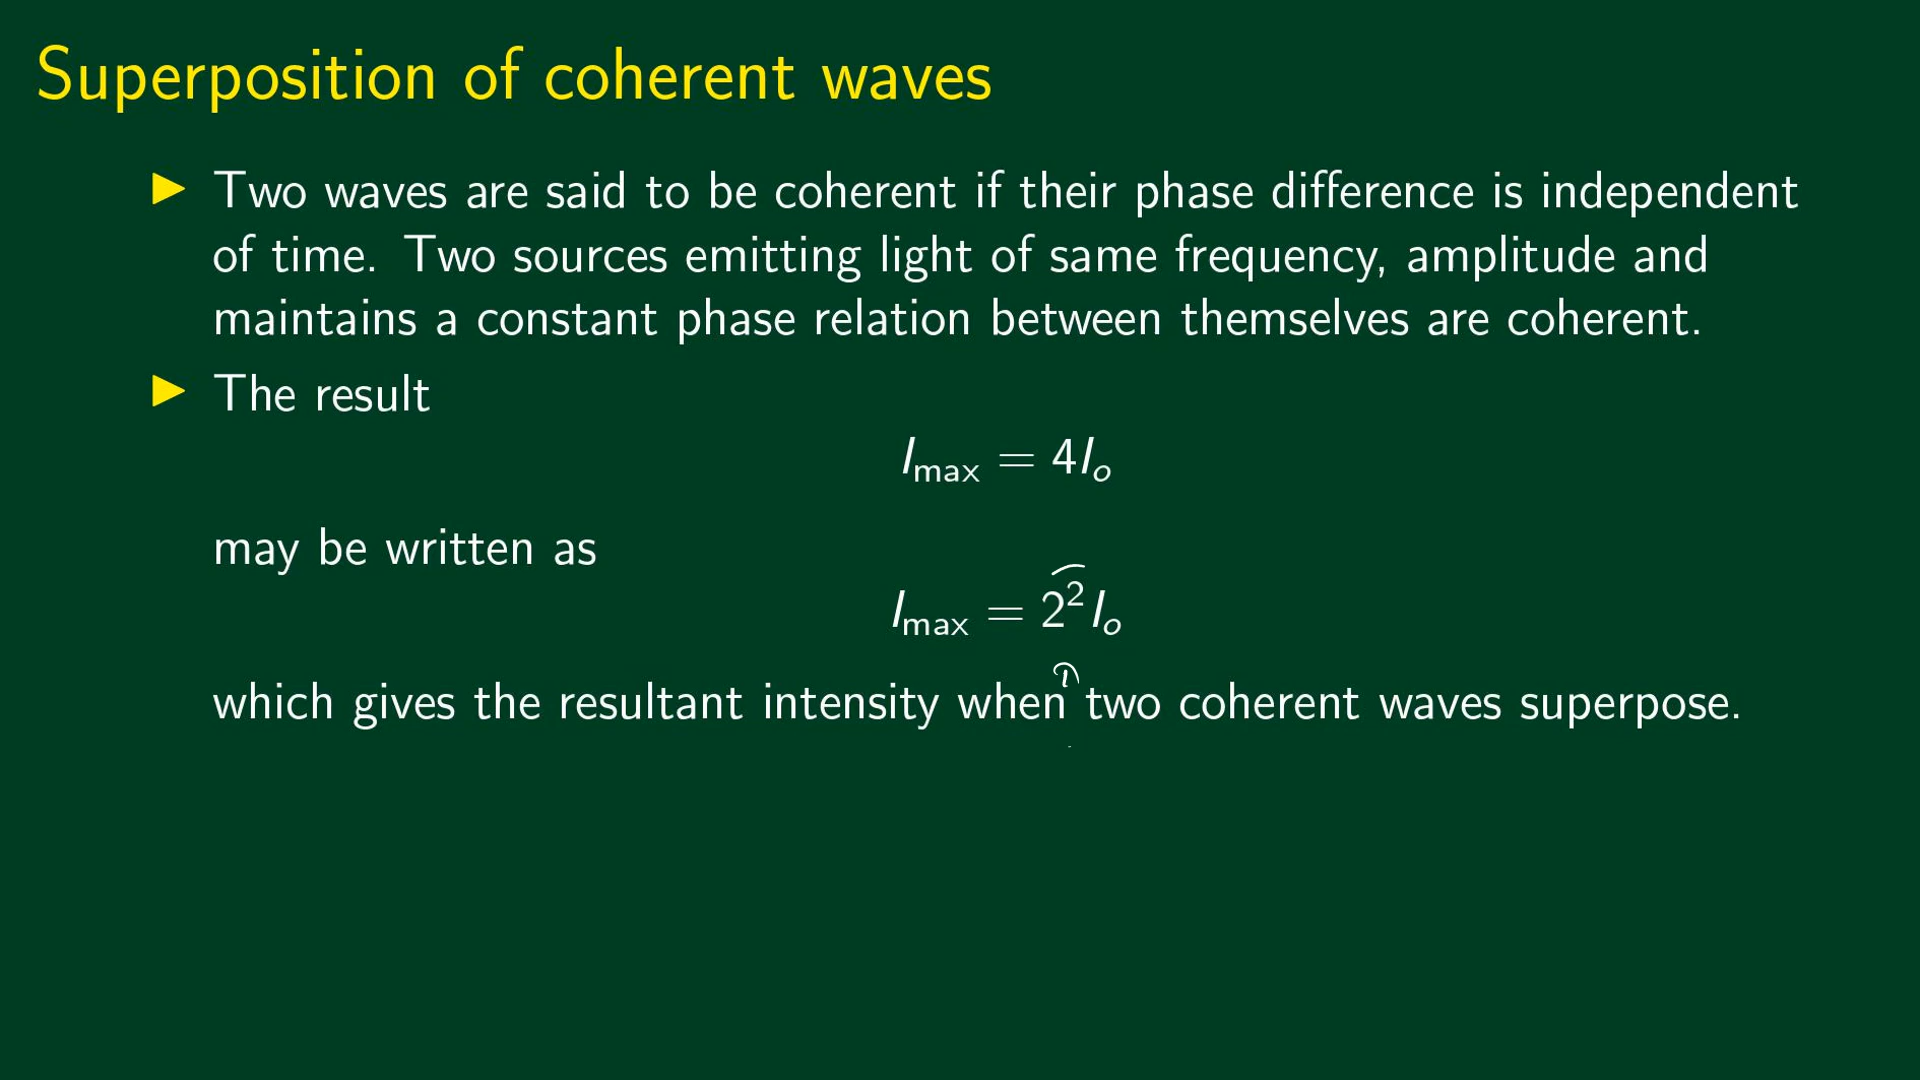 Superposition of coherent waves
▶ Two waves are said to be coherent if their phase difference is independent
of time. Two sources emitting light of same frequency, amplitude and
maintains a constant phase relation between themselves are coherent.
▶ The result
I_max = 4I_o
may be written as
I_max = 2² I_o
which gives the resultant intensity when two coherent waves superpose.